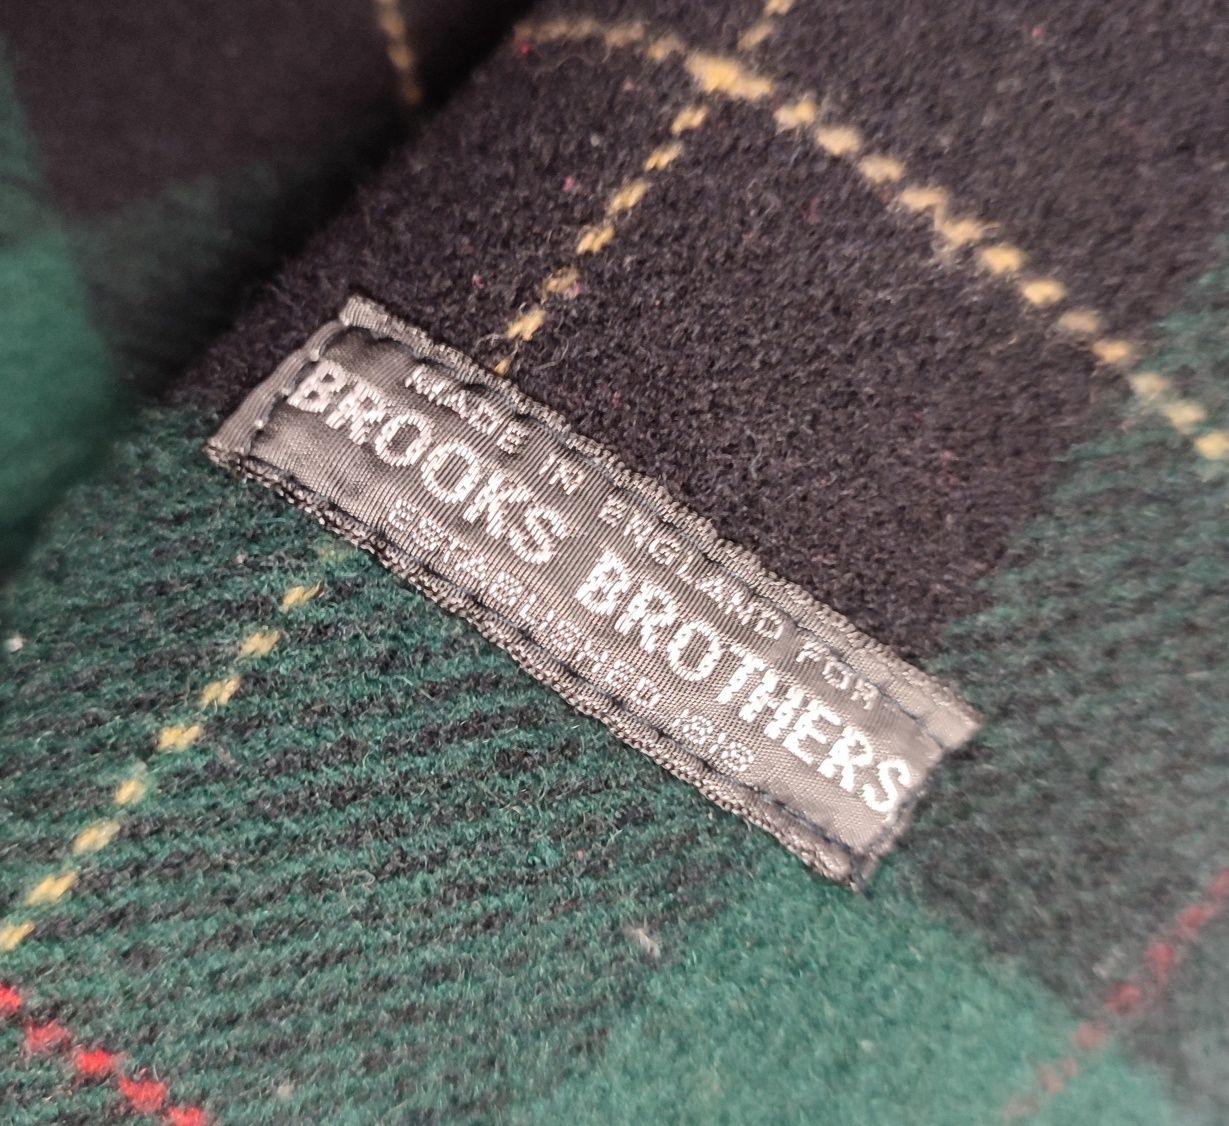 MADE IN ENGLAND FOR
BROOKS BROTHERS
ESTABLISHED 1818